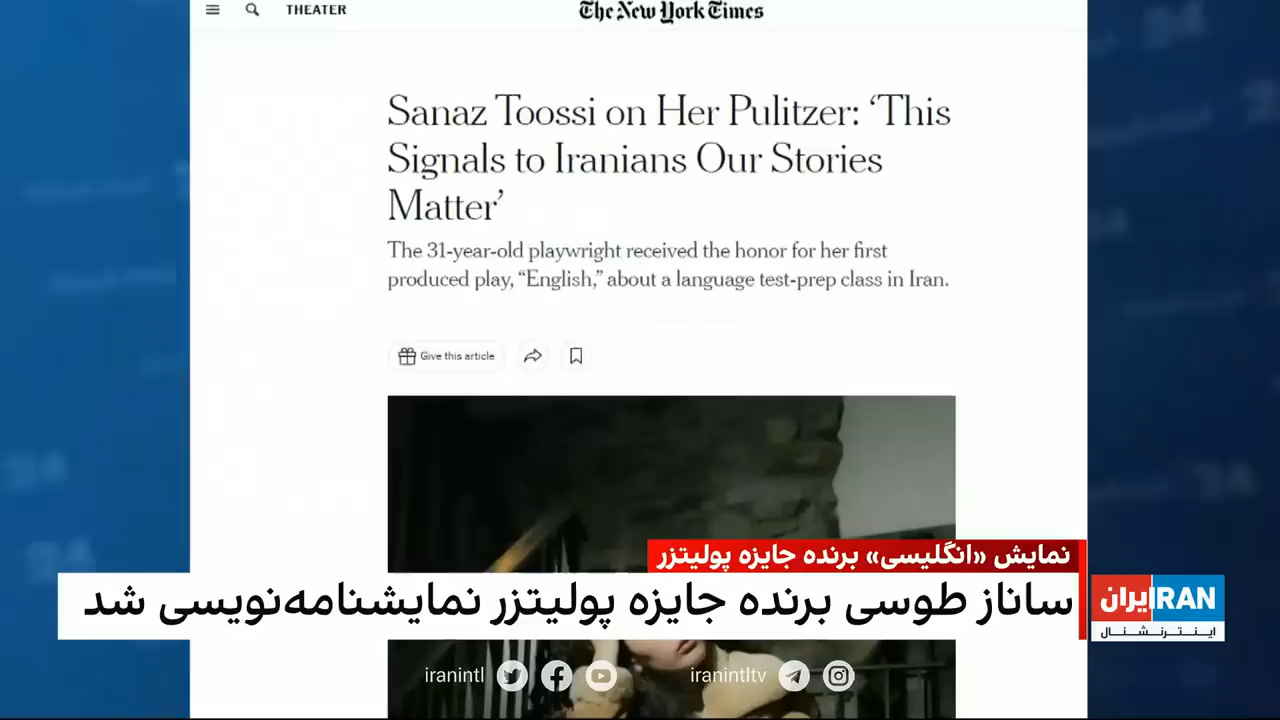 THEATER
The New York Times
Sanaz Toossi on Her Pulitzer: ‘This
Signals to Iranians Our Stories
Matter’
The 31-year-old playwright received the honor for her first
produced play, “English,” about a language test-prep class in Iran.
Give this article
نمایش «انگلیسی» برنده جایزه پولیتزر
ساناز طوسی برنده جایزه پولیتزر نمایشنامه‌نویسی شد
ایران IRAN
اینترنشنال
iranintl
iranintltv